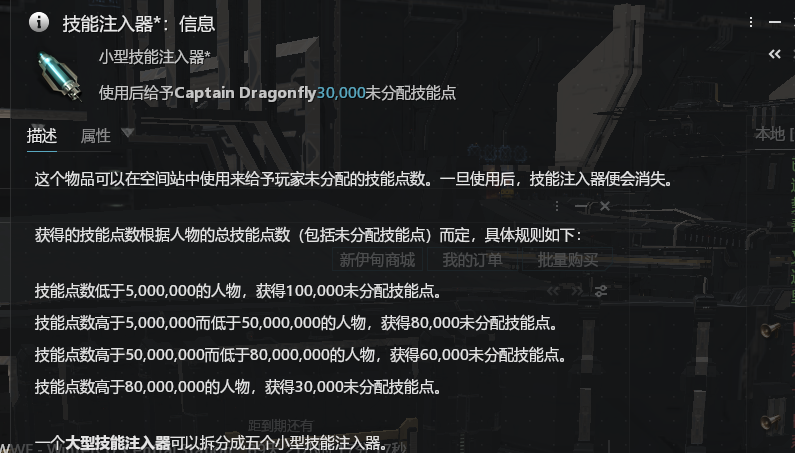 技能注入器*：信息
小型技能注入器*
使用后给予Captain Dragonfly30,000未分配技能点
描述 属性
本地 [
这个物品可以在空间站中使用来给予玩家未分配的技能点数。一旦使用后，技能注入器便会消失。
获得的技能点数根据人物的总技能点数（包括未分配技能点）而定，具体规则如下：
新伊甸商城 我的订单 批量购买
技能点数低于5,000,000的人物，获得100,000未分配技能点。
技能点数高于5,000,000而低于50,000,000的人物，获得80,000未分配技能点。
技能点数高于50,000,000而低于80,000,000的人物，获得60,000未分配技能点。
技能点数高于80,000,000的人物，获得30,000未分配技能点。
距到期还有
一个大型技能注入器可以拆分成五个小型技能注入器。